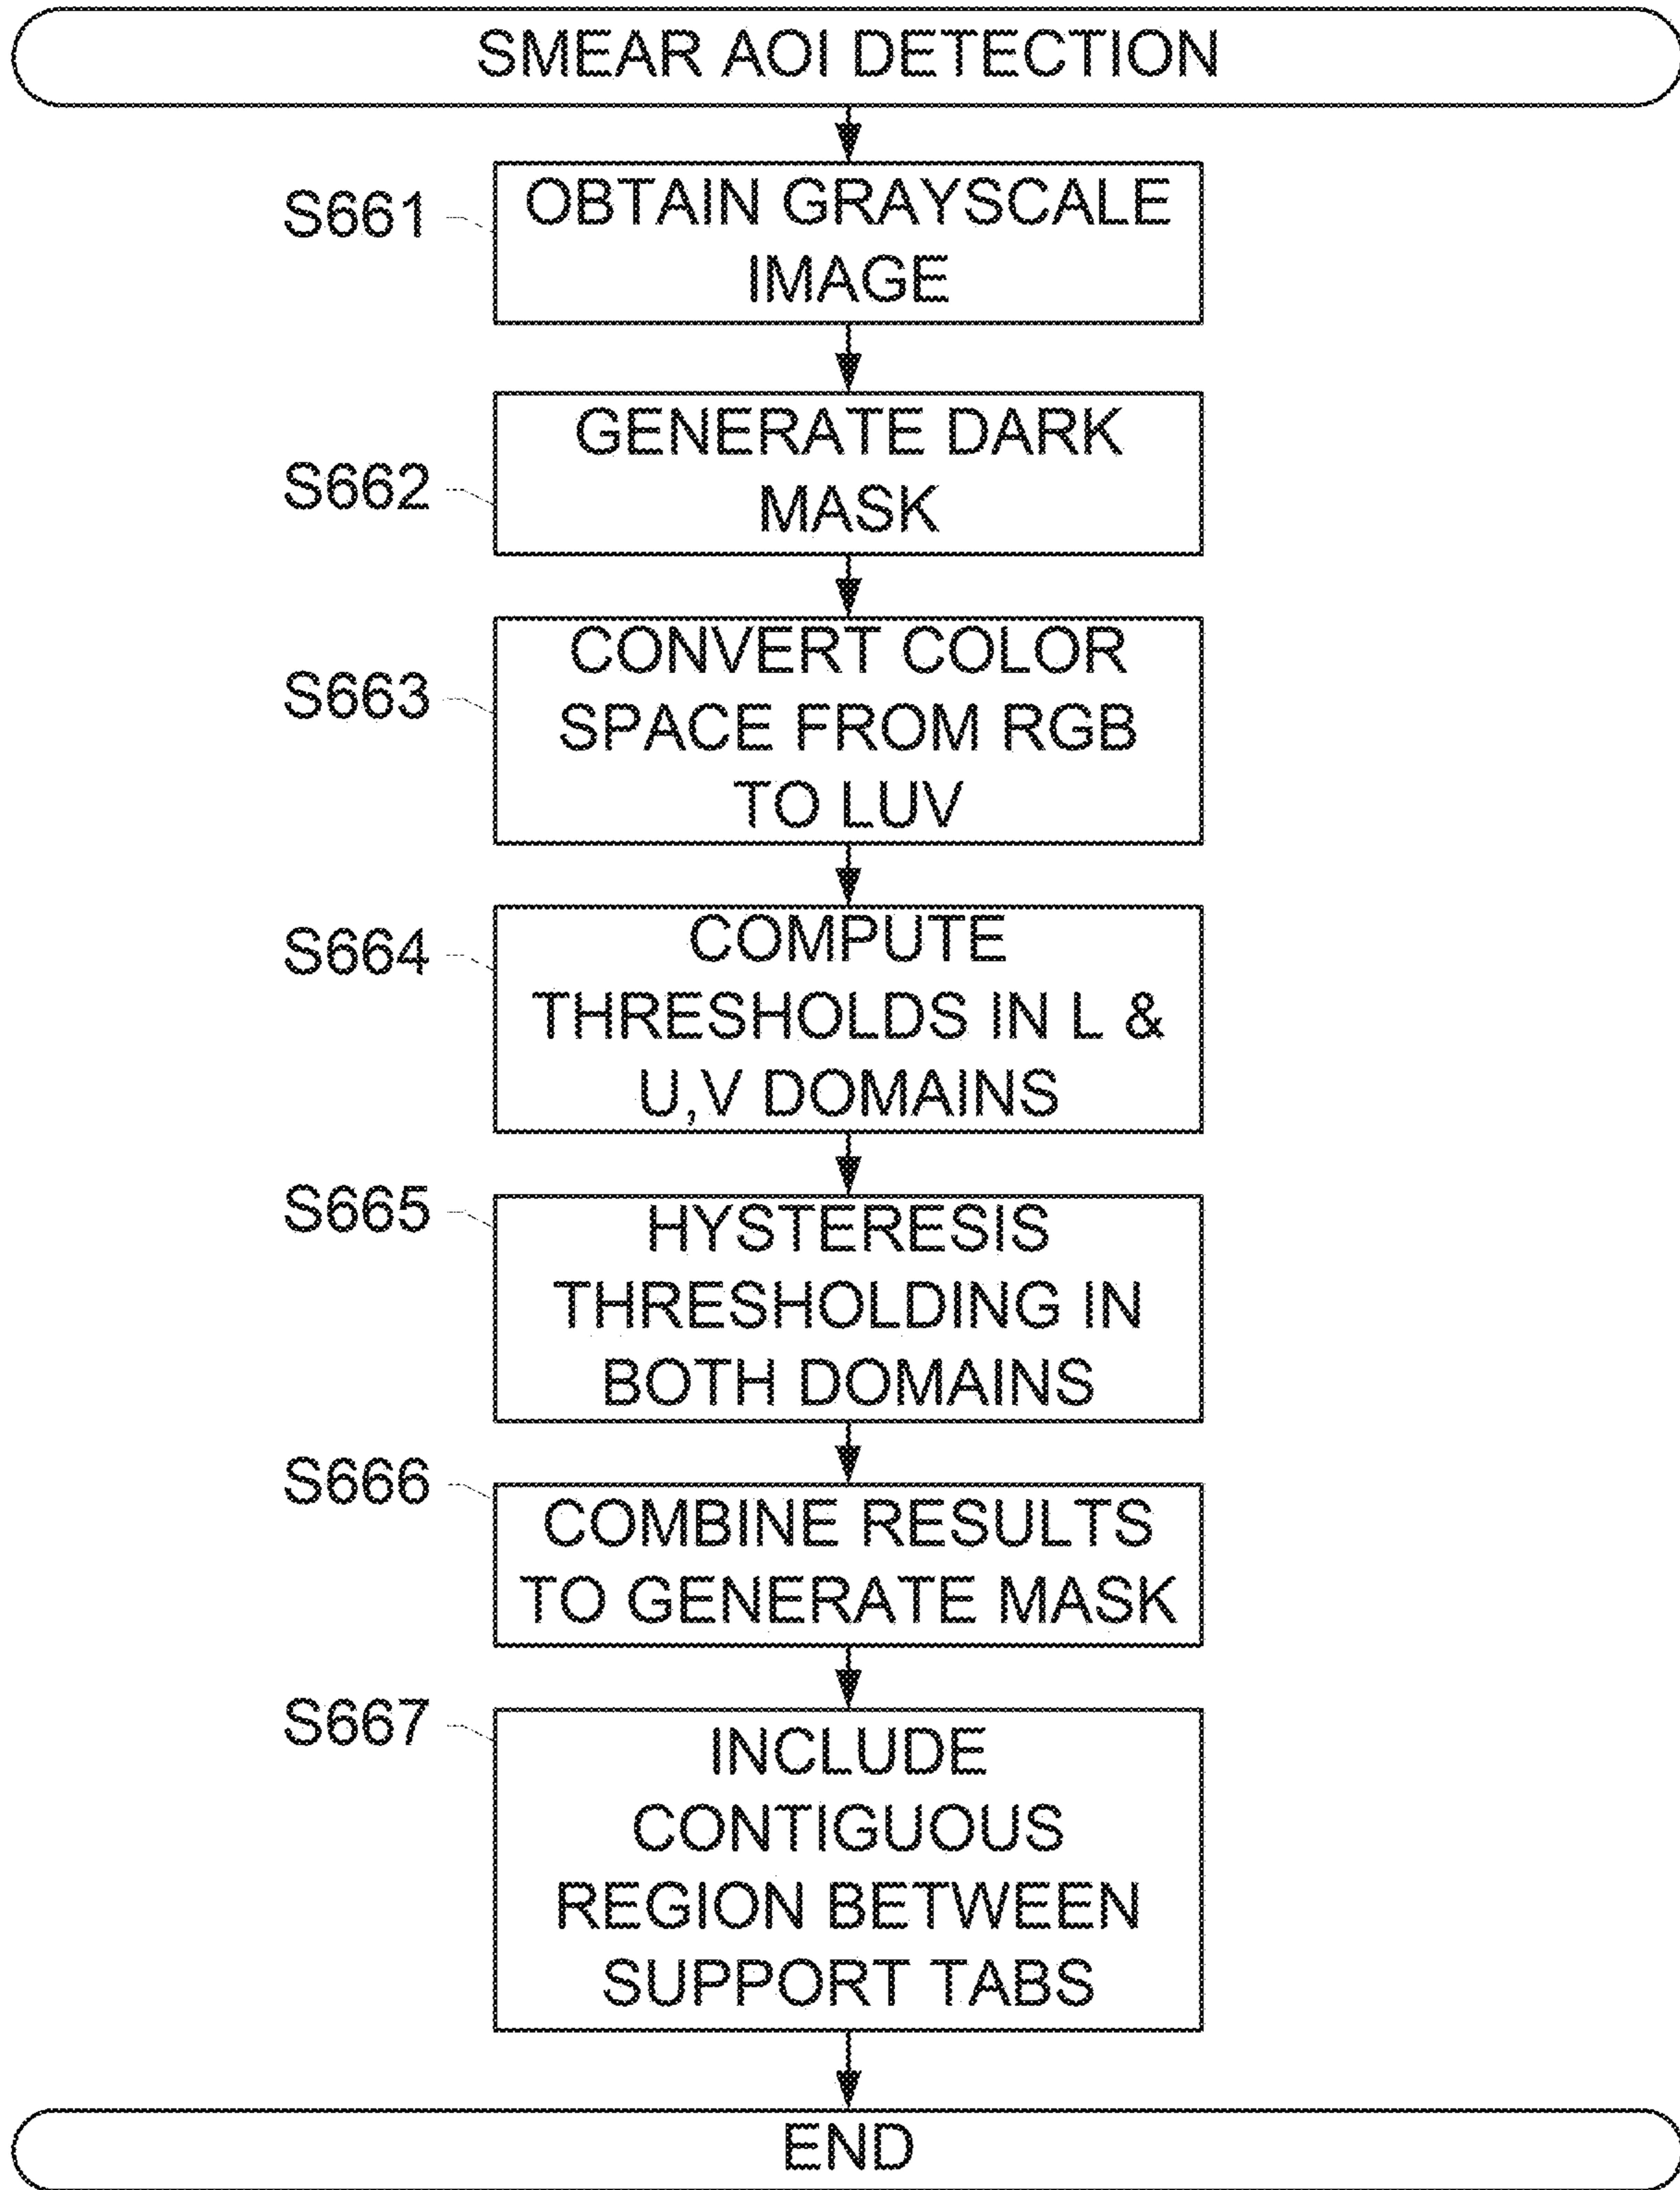 SMEAR AOI DETECTION
S661
OBTAIN GRAYSCALE
IMAGE
S662
GENERATE DARK
MASK
S663
CONVERT COLOR
SPACE FROM RGB
TO LUV
S664
COMPUTE
THRESHOLDS IN L &
U,V DOMAINS
S665
HYSTERESIS
THRESHOLDING IN
BOTH DOMAINS
S666
COMBINE RESULTS
TO GENERATE MASK
S667
INCLUDE
CONTIGUOUS
REGION BETWEEN
SUPPORT TABS
END